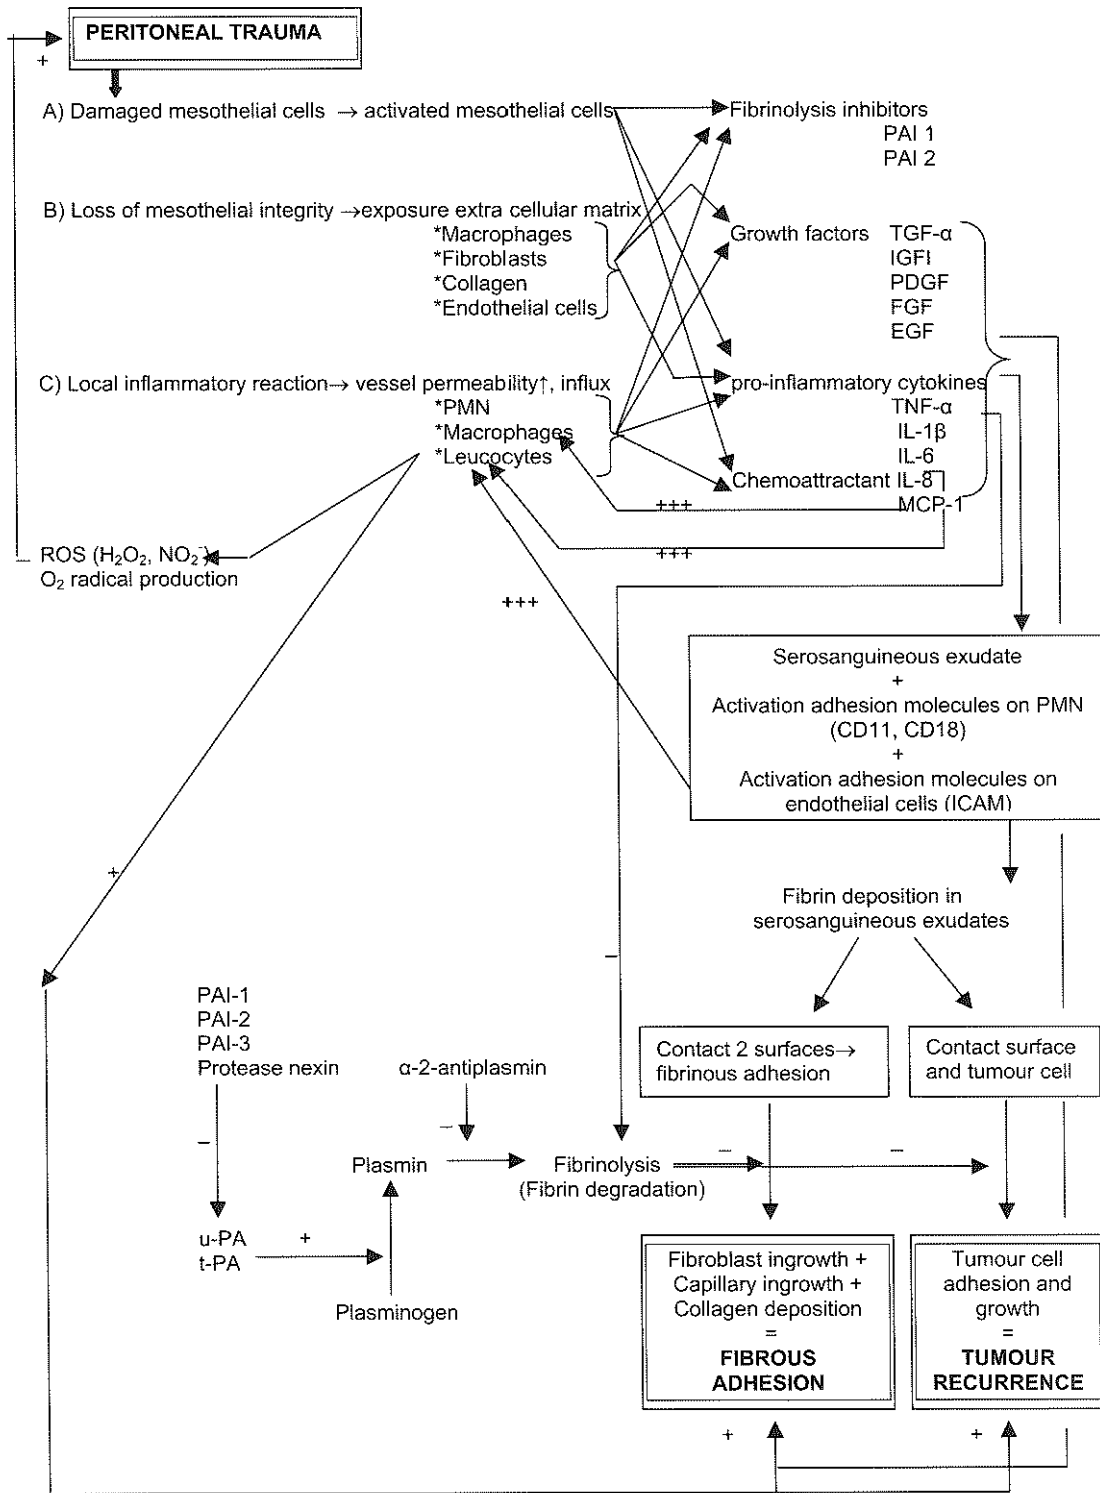 PERITONEAL TRAUMA
+
A) Damaged mesothelial cells → activated mesothelial cells
Fibrinolysis inhibitors
PAI 1
PAI 2
B) Loss of mesothelial integrity →exposure extra cellular matrix
*Macrophages
*Fibroblasts
*Collagen
*Endothelial cells
Growth factors TGF-α
IGFI
PDGF
FGF
EGF
C) Local inflammatory reaction→ vessel permeability↑, influx
*PMN
*Macrophages
*Leucocytes
pro-inflammatory cytokines
TNF-α
IL-1β
IL-6
Chemoattractant IL-8
MCP-1
+++
+++
+++
ROS (H₂O₂, NO₂⁻)
O₂ radical production
Serosanguineous exudate
+
Activation adhesion molecules on PMN
(CD11, CD18)
+
Activation adhesion molecules on
endothelial cells (ICAM)
+
Fibrin deposition in
serosanguineous exudates
–
PAI-1
PAI-2
PAI-3
Protease nexin
α-2-antiplasmin
Contact 2 surfaces→
fibrinous adhesion
Contact surface
and tumour cell
–
–
–
–
Plasmin
Fibrinolysis
(Fibrin degradation)
u-PA
t-PA
+
Plasminogen
Fibroblast ingrowth +
Capillary ingrowth +
Collagen deposition
=
FIBROUS
ADHESION
Tumour cell
adhesion and
growth
=
TUMOUR
RECURRENCE
+
+